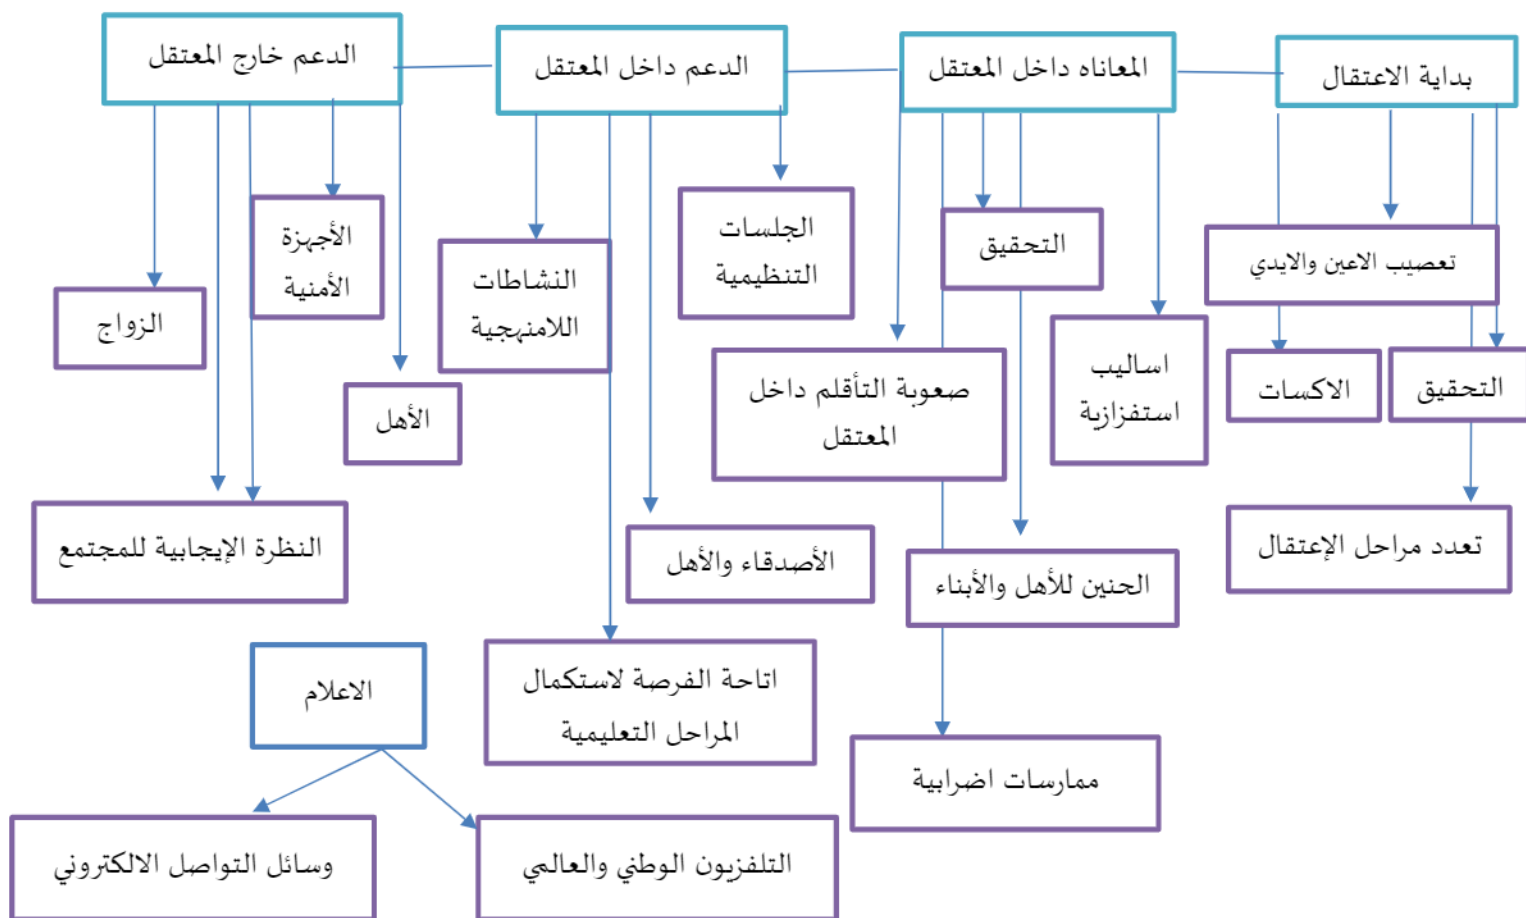 بداية الاعتقال
المعاناه داخل المعتقل
الدعم داخل المعتقل
الدعم خارج المعتقل
تعصيب الاعين والايدي
التحقيق
الاكسات
تعدد مراحل الإعتقال
التحقيق
اساليب
استفزازية
صعوبة التأقلم داخل
المعتقل
الحنين للأهل والأبناء
ممارسات اضرابية
الجلسات
التنظيمية
النشاطات
اللامنهجية
الأصدقاء والأهل
اتاحة الفرصة لاستكمال
المراحل التعليمية
الأجهزة
الأمنية
الزواج
الأهل
النظرة الإيجابية للمجتمع
الاعلام
التلفزيون الوطني والعالمي
وسائل التواصل الالكتروني